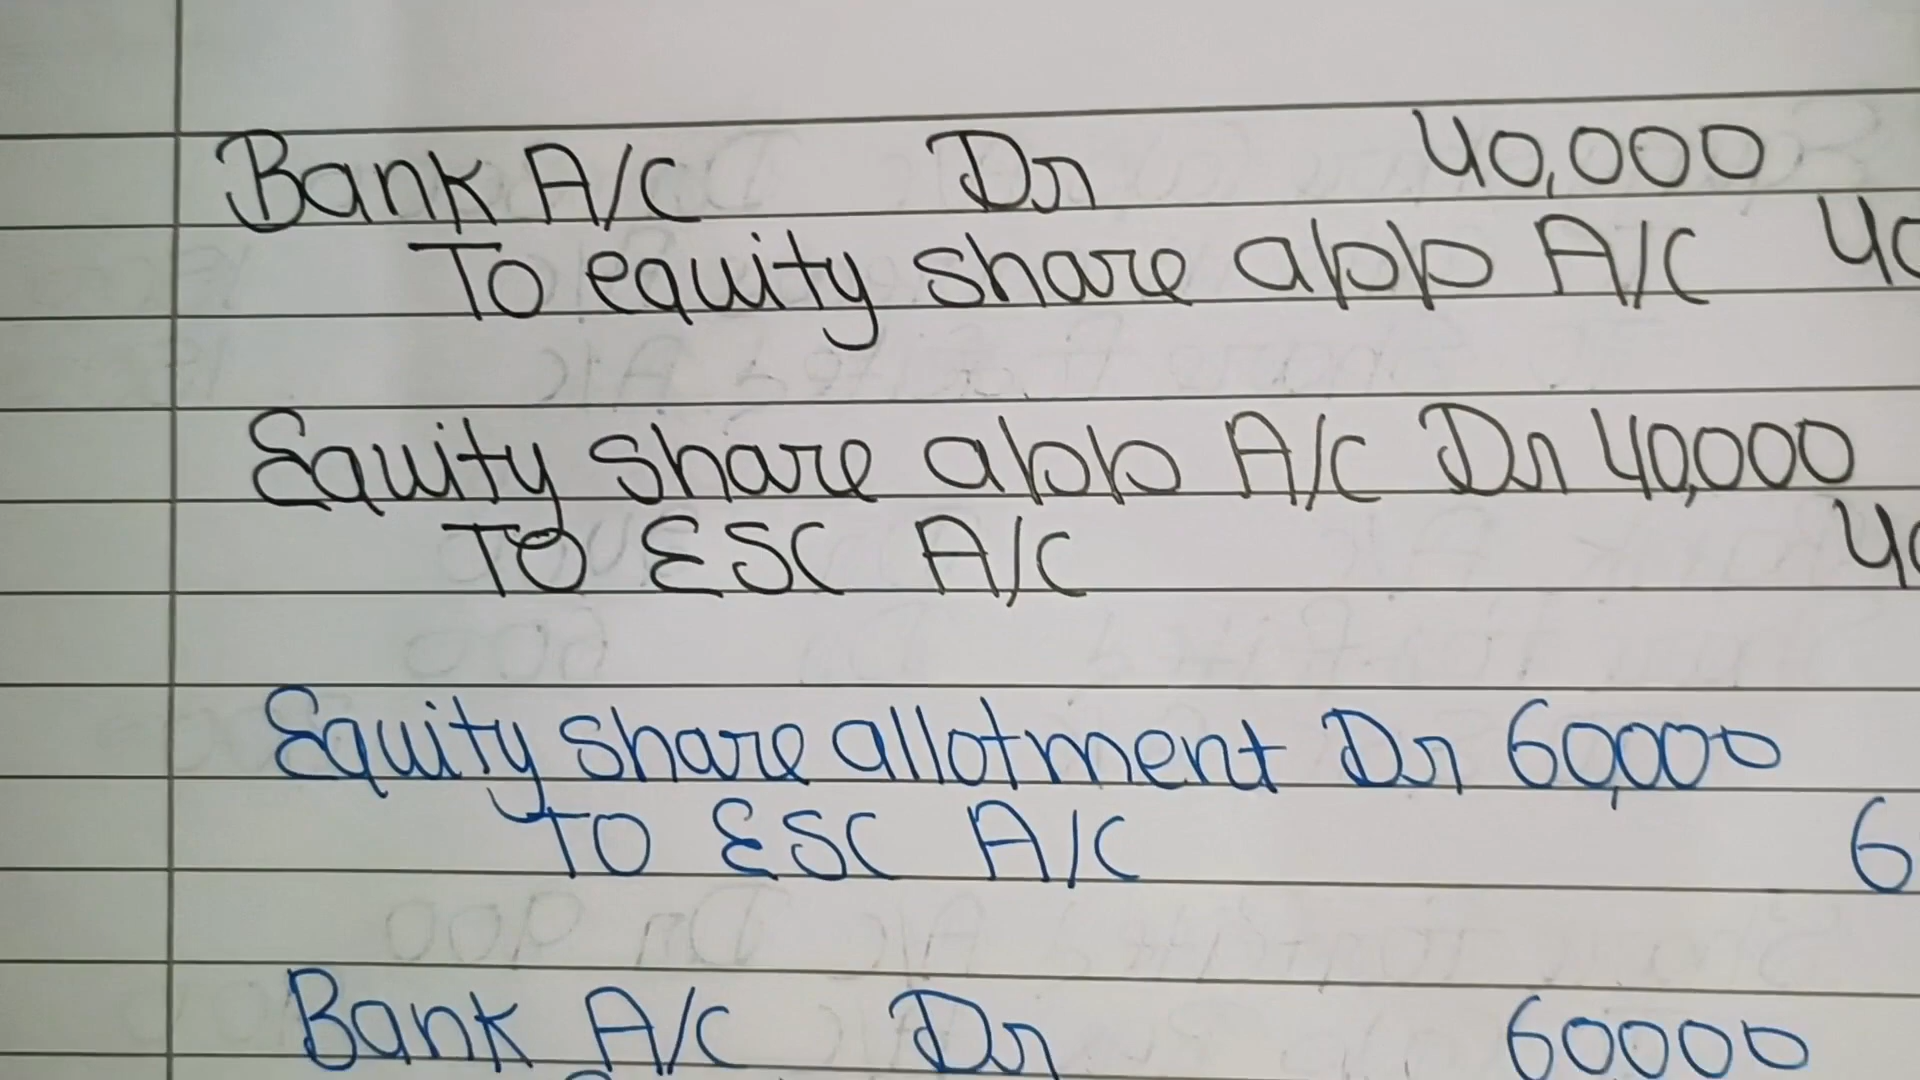 Bank A/C Dr 40,000
To equity share app A/C 40
Equity share app A/C Dr 40,000
TO ESC A/C 40
Equity share allotment Dr 60,000
TO ESC A/C 6
Bank A/C Dr 60000